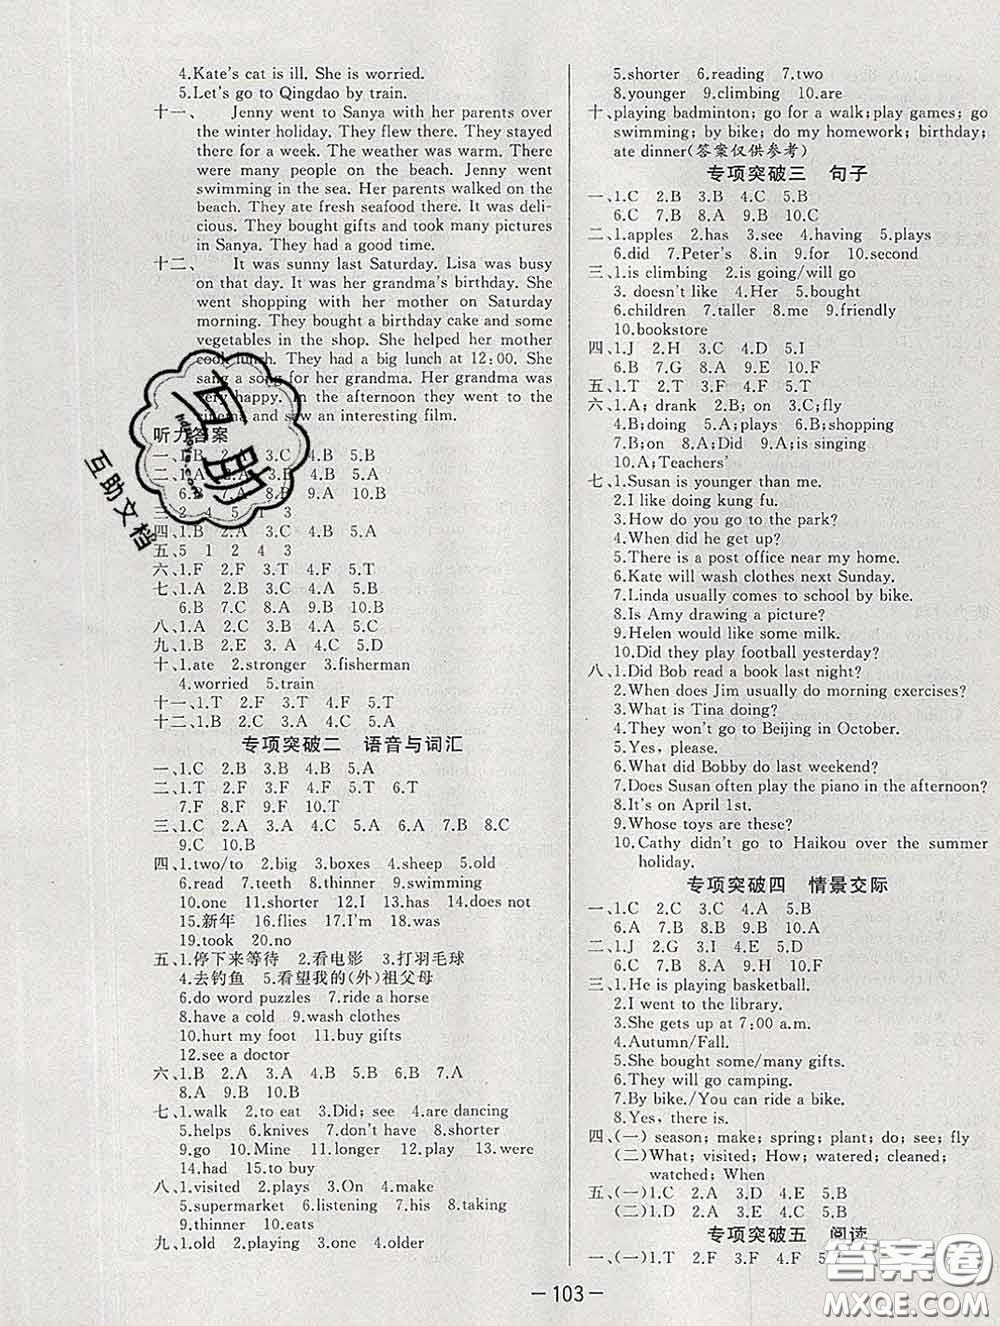 4.Kate's cat is ill. She is worried.
5.Let's go to Qingdao by train.
十一、 Jenny went to Sanya with her parents over
the winter holiday. They flew there. They stayed
there for a week. The weather was warm. There
were many people on the beach. Jenny went
swimming in the sea. Her parents walked on the
beach. They ate fresh seafood there. It was deli-
cious. They bought gifts and took many pictures
in Sanya. They had a good time.
十二、 It was sunny last Saturday. Lisa was busy
on that day. It was her grandma's birthday. She
went shopping with her mother on Saturday
morning. They bought a birthday cake and some
vegetables in the shop. She helped her mother
cook lunch. They had a big lunch at 12:00. She
sang a song for her grandma. Her grandma was
very happy. In the afternoon they went to the
cinema and saw an interesting film.
听力答案
一、1.B 2.A 3.C 4.B 5.B
二、1.A 3.C 4.B 5.A
6.B 7.A 8.A 9.A 10.B
三、2 4 5 1 3
四、1.B 2.A 3.C 4.B 5.A
五、5 1 2 4 3
六、1.F 2.F 3.T 4.F 5.T
七、1.A 2.B 3.C 4.B 5.A
6.B 7.C 8.A 9.B 10.B
八、1.A 2.C 3.B 4.A 5.C
九、1.B 2.E 3. A 4.C 5.D
十、1.ate 2.stronger 3.fisherman
4.worried 5.train
十一、1.T 2.F 3.T 4.F 5.T
十二、1.B 2.C 3.A 4.C 5.A
专项突破二 语音与词汇
一、1.C 2.B 3.B 4.B 5.A
二、1.T 2.F 3.F 4.T 5.T 6.T
7.F 8.F 9.F 10.T
三、1.C 2.A 3.A 4.C 5.A 6.A 7.B 8.C
9.C 10.B
四、1.two/to 2.big 3.boxes 4.sheep 5.old
6.read 7.teeth 8.thinner 9.swimming
10.one 11.shorter 12.I 13.has 14.does not
15.新年 16.flies 17.I'm 18.was
19.took 20.no
五、1.停下来等待 2.看电影 3.打羽毛球
4.去钓鱼 5.看望我的(外)祖父母
6.do word puzzles 7.ride a horse
8.have a cold 9.wash clothes
10.hurt my foot 11.buy gifts
12.see a doctor
六、1.B 2.C 3.A 4.C 5.B 6.B 7.A
8.A 9.B 10.B
七、1.walk 2.to eat 3.Did; see 4.are dancing
5.helps 6.knives 7.don't have 8.shorter
9.go 10.Mine 11.longer 12.play 13.were
14.had 15.to buy
八、1.visited 2.plays 3.On 4.make
5.supermarket 6.listening 7.his 8.taking
9.thinner 10.eats
九、1.old 2.playing 3.one 4.older
5.shorter 6.reading 7.two
8.younger 9.climbing 10.are
十、playing badminton; go for a walk; play games; go
swimming; by bike; do my homework; birthday;
ate dinner(答案仅供参考)
专项突破三 句子
一、1.C 2.B 3.B 4.C 5.B
6.C 7.B 8.A 9.B 10.C
二、1.apples 2.has 3.see 4.having 5.plays
6.did 7.Peter's 8.in 9.for 10.second
三、1.is climbing 2.is going/will go
3. doesn't like 4.Her 5.bought
6.children 7.taller 8.me 9.friendly
10.bookstore
四、1.J 2.H 3.C 4.D 5.I
6.B 7.G 8.A 9.E 10.F
五、1.T 2.T 3.F 4.F 5.T
六、1.A; drank 2.B; on 3.C;fly
4.B;doing 5.A;plays 6.B;shopping
7.B;on 8.A;Did 9.A;is singing
10.A;Teachers'
七、1.Susan is younger than me.
2.I like doing kung fu.
3.How do you go to the park?
4.When did he get up?
5.There is a post office near my home.
6.Kate will wash clothes next Sunday.
7.Linda usually comes to school by bike.
8.Is Amy drawing a picture?
9.Helen would like some milk.
10.Did they play football yesterday?
八、1.Did Bob read a book last night?
2.When does Jim usually do morning exercises?
3.What is Tina doing?
4.They won't go to Beijing in October.
5.Yes, please.
6.What did Bobby do last weekend?
7.Does Susan often play the piano in the afternoon?
8.It's on April 1st.
9.Whose toys are these?
10.Cathy didn't go to Haikou over the summer
holiday.
专项突破四 情景交际
一、1.C 2.C 3.C 4.A 5.B
6.A 7.B 8.B 9.B 10.A
二、1.J 2.G 3.I 4.E 5.D
6.C 7.B 8.A 9.H 10.F
三、1.He is playing basketball.
2.I went to the library.
3.She gets up at 7:00 a.m.
4.Autumn/Fall.
5.She bought some/many gifts.
6.They will go camping.
7.By bike./You can ride a bike.
8.Yes, there is.
四、(一) season; make; spring; plant; do; see; fly
(二)What; visited; How; watered; cleaned;
watched; When
五、(一)1.C 2.A 3.D 4.E 5.B
(二)1.D 2.A 3.E 4.C 5.B
专项突破五 阅读
一、(一)1.T 2.F 3.F 4.F
— 103 —
互助
互助文档
答案圈
MXQE.COM